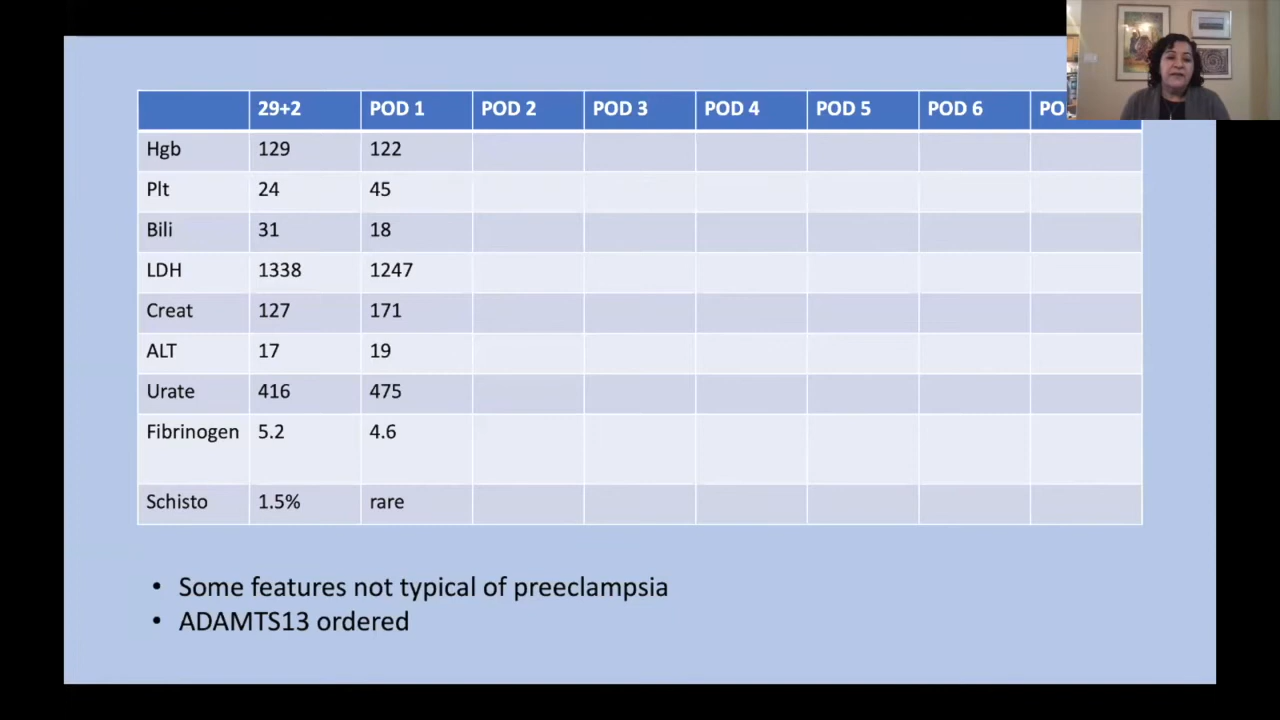 29+2 POD 1 POD 2 POD 3 POD 4 POD 5 POD 6 PO
Hgb 129 122
Plt 24 45
Bili 31 18
LDH 1338 1247
Creat 127 171
ALT 17 19
Urate 416 475
Fibrinogen 5.2 4.6
Schisto 1.5% rare
• Some features not typical of preeclampsia
• ADAMTS13 ordered